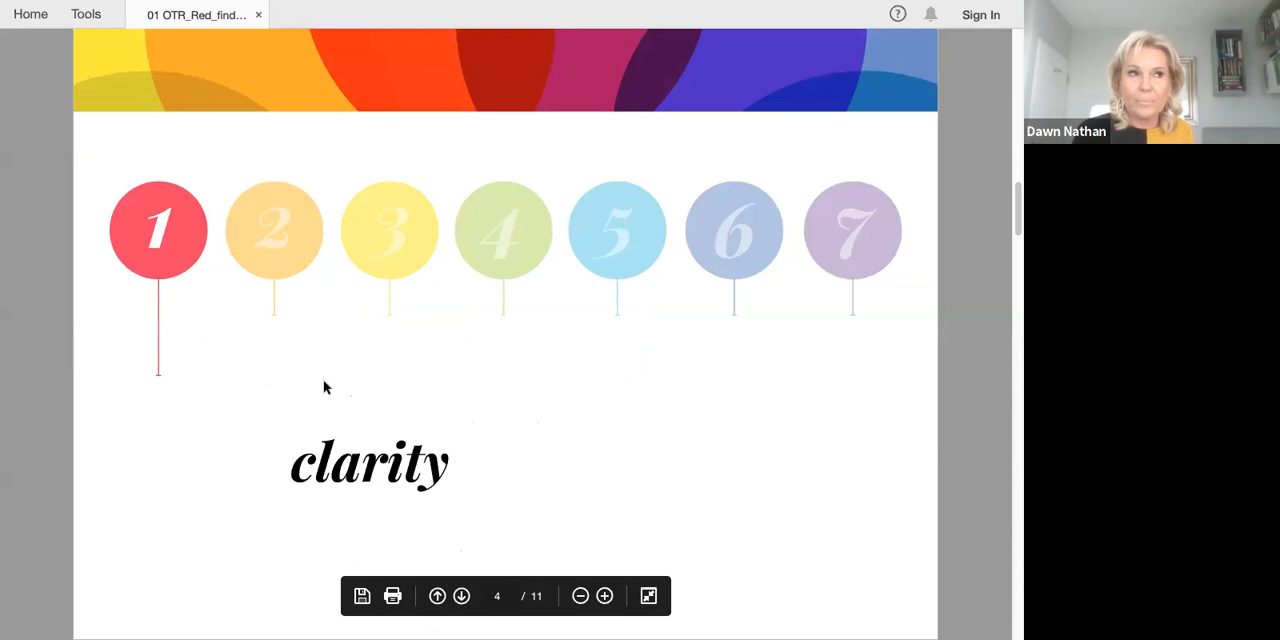 Home Tools 01 OTR_Red_find... × ? Sign In
Dawn Nathan
1 2 3 4 5 6 7
clarity
4 / 11